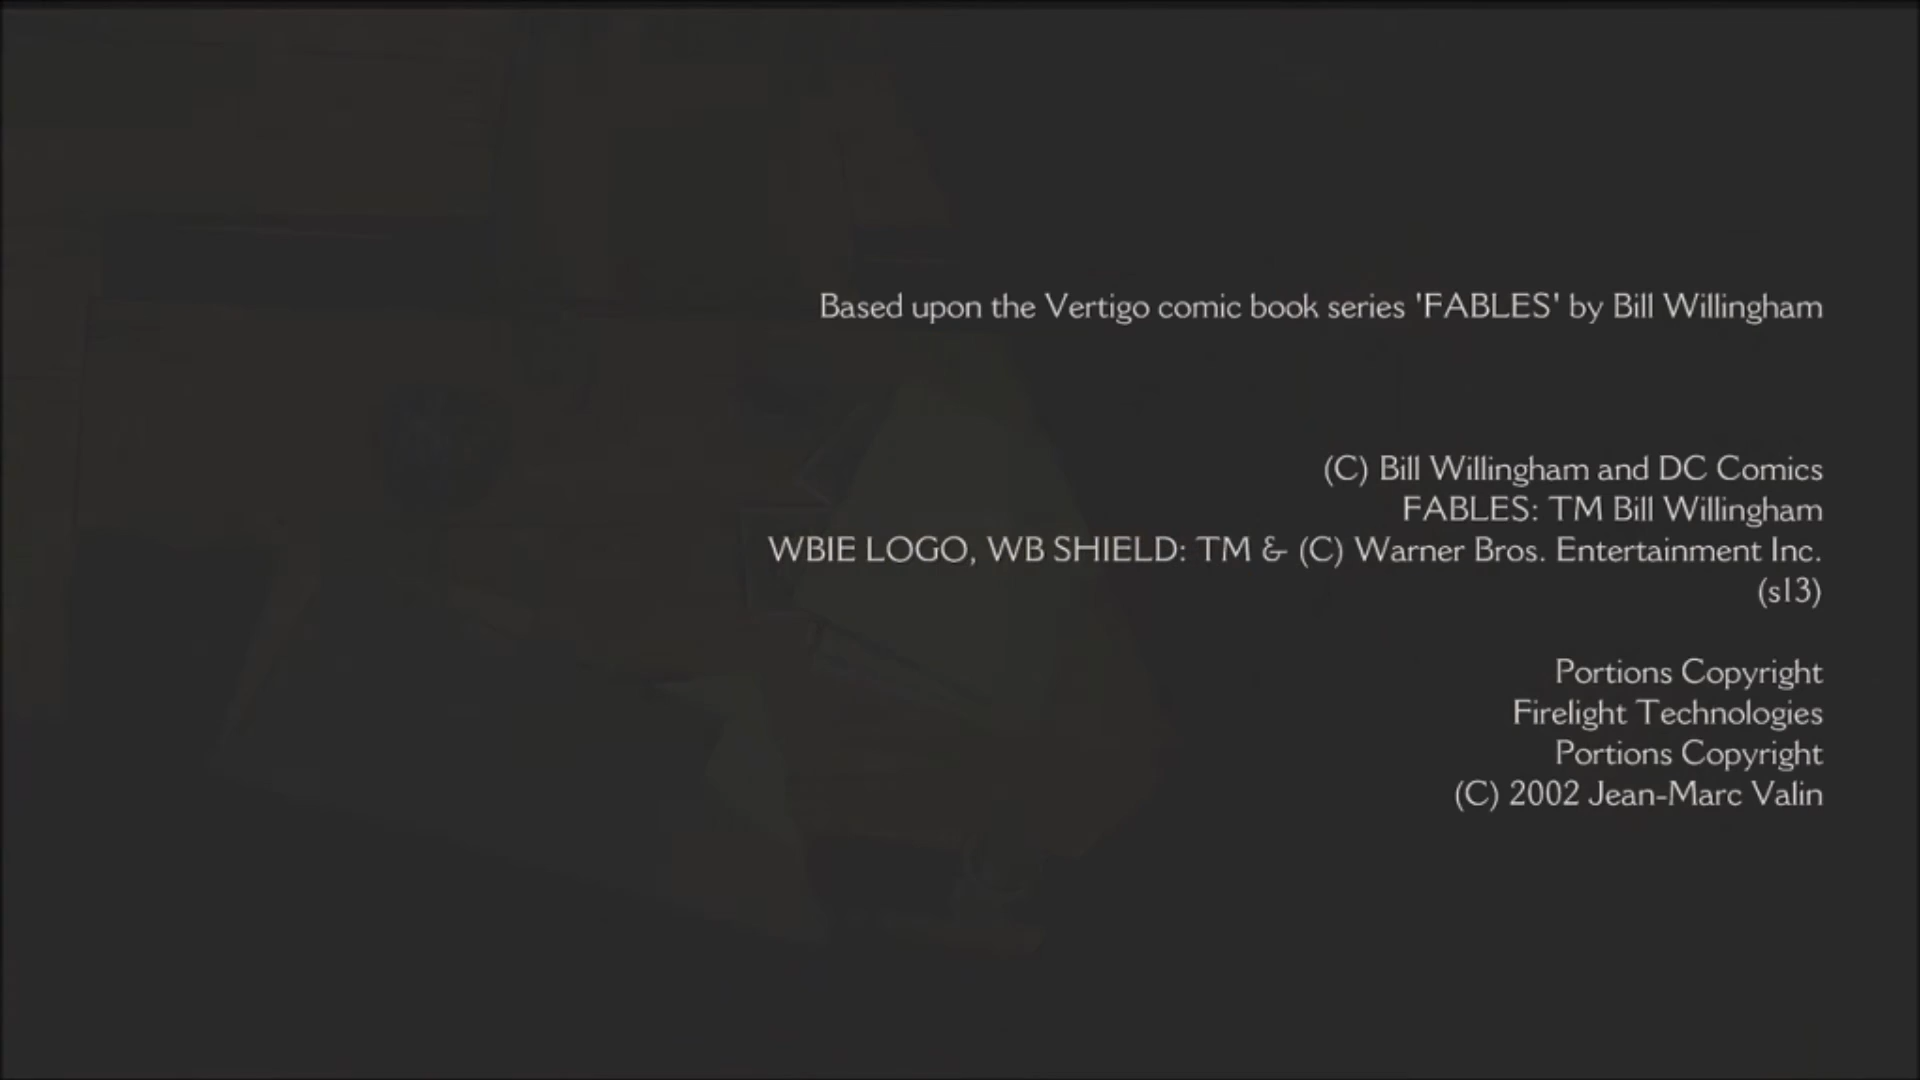 Based upon the Vertigo comic book series 'FABLES' by Bill Willingham
(C) Bill Willingham and DC Comics
FABLES: TM Bill Willingham
WBIE LOGO, WB SHIELD: TM & (C) Warner Bros. Entertainment Inc.
(s13)
Portions Copyright
Firelight Technologies
Portions Copyright
(C) 2002 Jean-Marc Valin